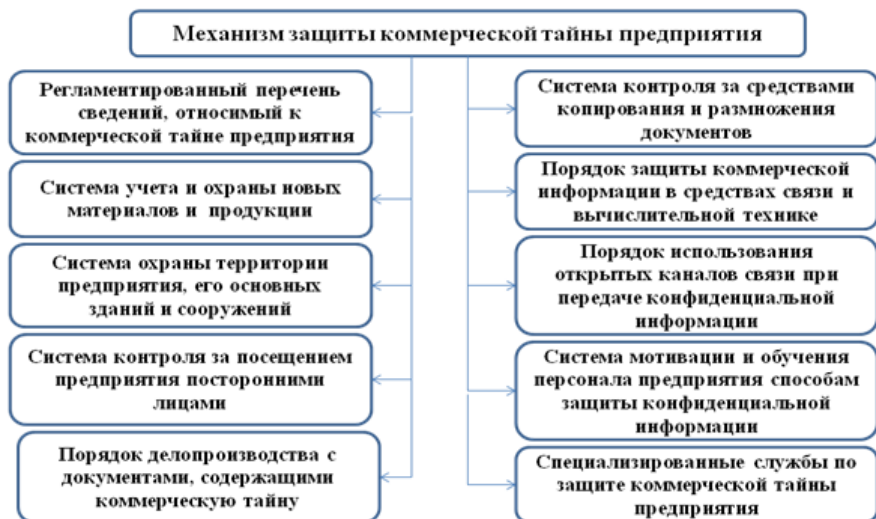 Механизм защиты коммерческой тайны предприятия
Регламентированный перечень
сведений, относимый к
коммерческой тайне предприятия
Система учета и охраны новых
материалов и продукции
Система охраны территории
предприятия, его основных
зданий и сооружений
Система контроля за посещением
предприятия посторонними
лицами
Порядок делопроизводства с
документами, содержащими
коммерческую тайну
Система контроля за средствами
копирования и размножения
документов
Порядок защиты коммерческой
информации в средствах связи и
вычислительной технике
Порядок использования
открытых каналов связи при
передаче конфиденциальной
информации
Система мотивации и обучения
персонала предприятия способам
защиты конфиденциальной
информации
Специализированные службы по
защите коммерческой тайны
предприятия